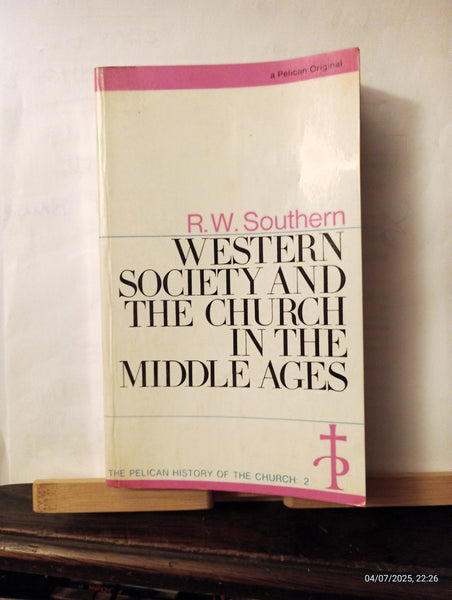 a Pelican Original
R.W. Southern
WESTERN
SOCIETY AND
THE CHURCH
IN THE
MIDDLE AGES
THE PELICAN HISTORY OF THE CHURCH: 2
04/07/2025, 22:26